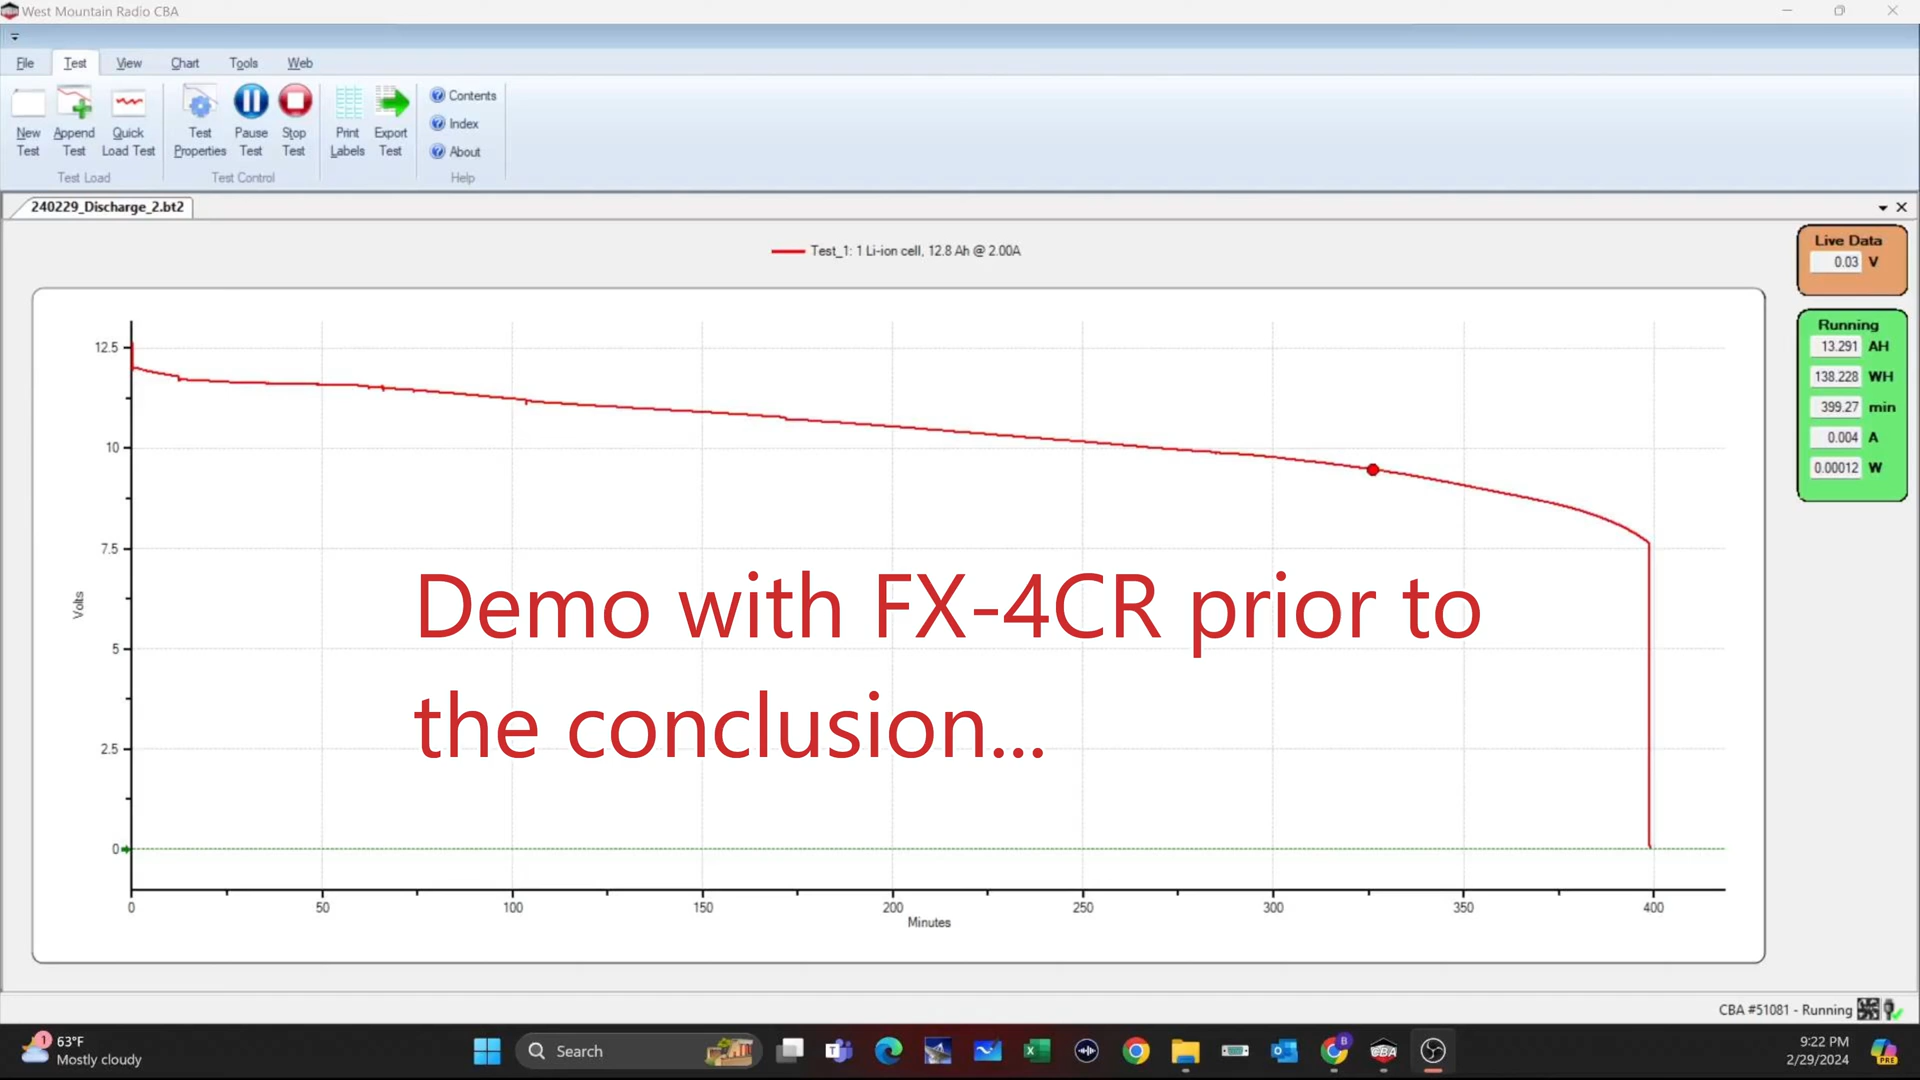 West Mountain Radio CBA
File Test View Chart Tools Web
New Test
Append Test
Quick Load Test
Test Properties
Pause Test
Stop Test
Print Labels
Export Test
Contents
Index
About
Test Load
Test Control
Help
240229_Discharge_2.bt2
Test_1: 1 Li-ion cell, 12.8 Ah @ 2.00A
Live Data
0.03 V
Running
13.291 AH
138.228 WH
399.27 min
0.004 A
0.00012 W
12.5
10
7.5
5
2.5
0
Volts
Demo with FX-4CR prior to
the conclusion...
0 50 100 150 200 250 300 350 400
Minutes
CBA #51081 - Running
1
63°F
Mostly cloudy
Search
T
B
CBA
9:22 PM
2/29/2024
PRE